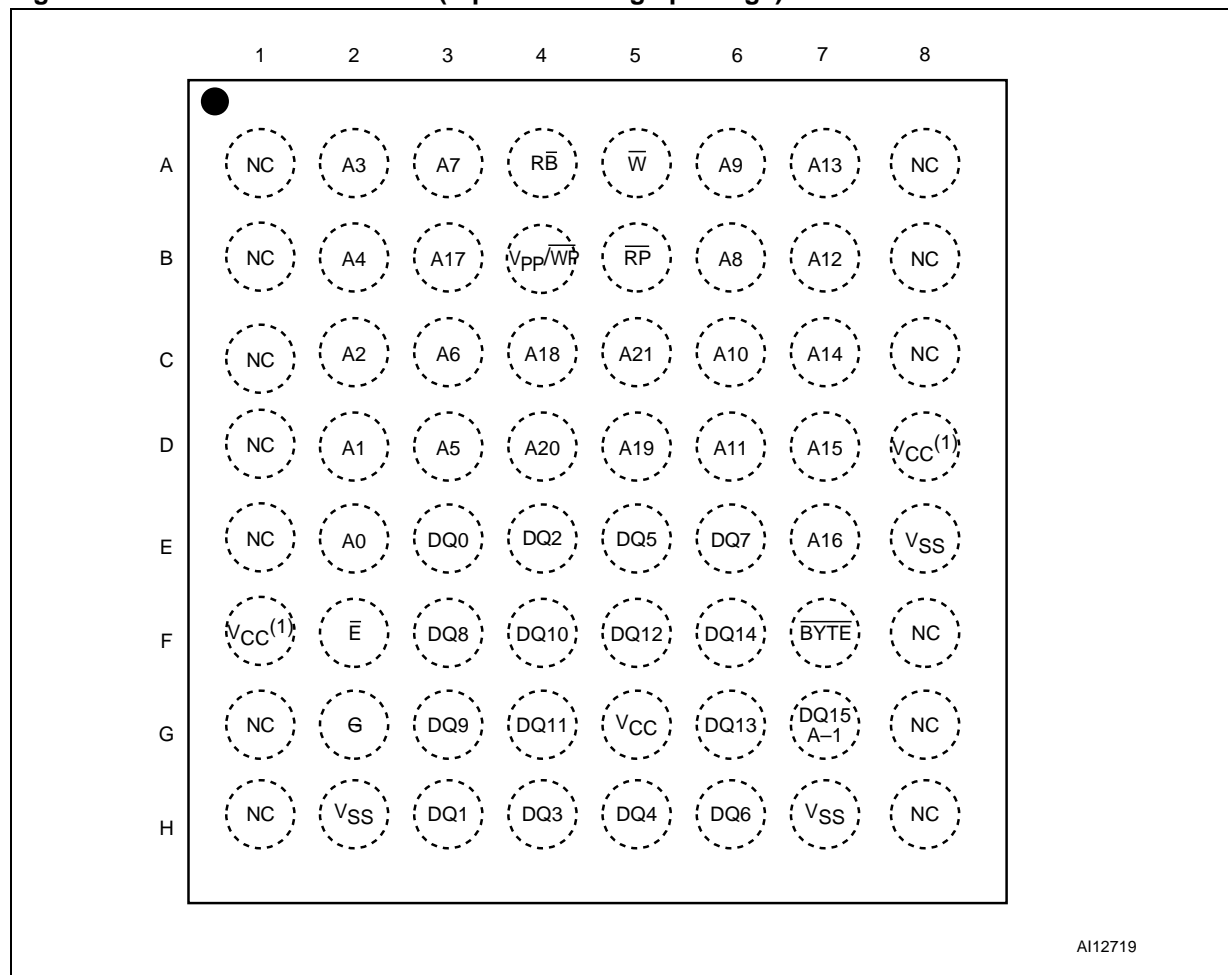 1 2 3 4 5 6 7 8
A NC A3 A7 RB̅ W̅ A9 A13 NC
B NC A4 A17 VPP/W̅P̅ R̅P̅ A8 A12 NC
C NC A2 A6 A18 A21 A10 A14 NC
D NC A1 A5 A20 A19 A11 A15 VCC(1)
E NC A0 DQ0 DQ2 DQ5 DQ7 A16 VSS
F VCC(1) E̅ DQ8 DQ10 DQ12 DQ14 B̅Y̅T̅E̅ NC
G NC G̅ DQ9 DQ11 VCC DQ13 DQ15 NC
A–1
H NC VSS DQ1 DQ3 DQ4 DQ6 VSS NC
AI12719